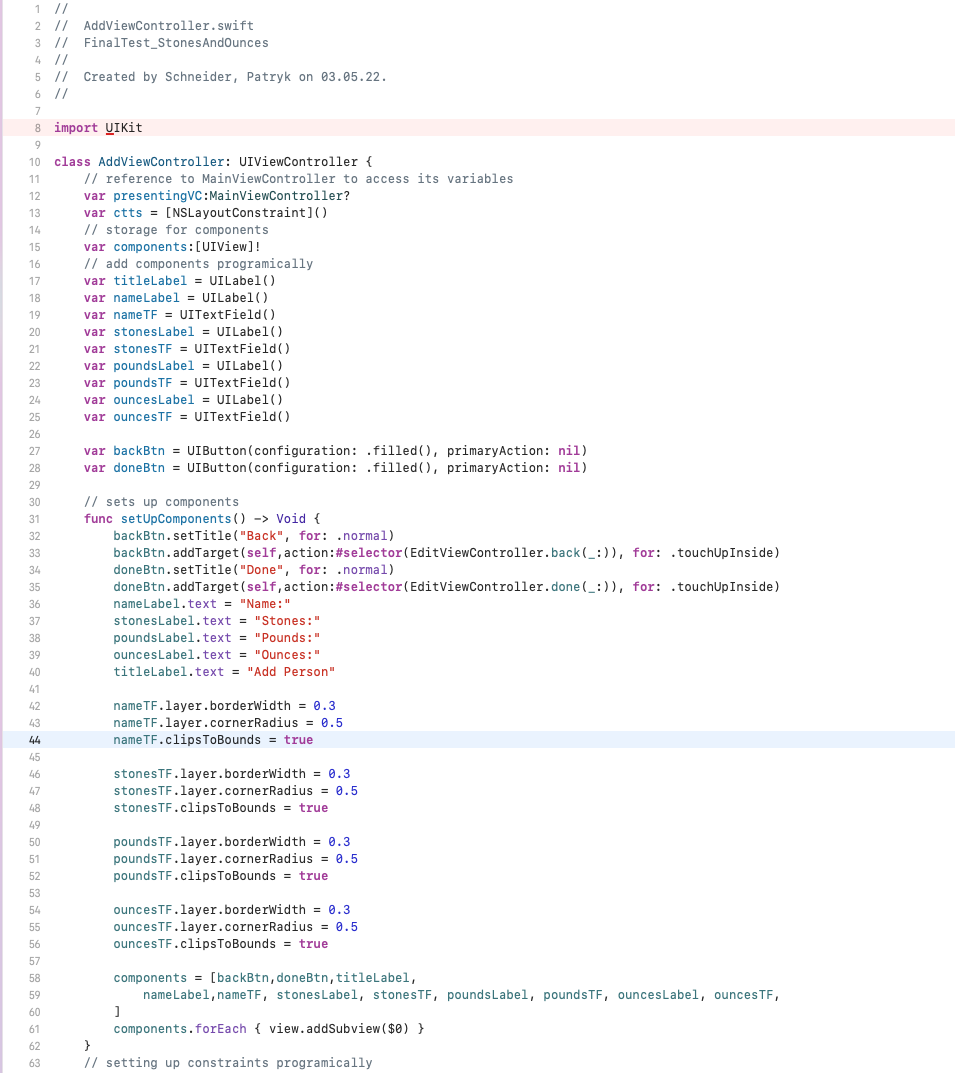 1 //
2 //  AddViewController.swift
3 //  FinalTest_StonesAndOunces
4 //
5 //  Created by Schneider, Patryk on 03.05.22.
6 //
7
8 import UIKit
9
10 class AddViewController: UIViewController {
11     // reference to MainViewController to access its variables
12     var presentingVC:MainViewController?
13     var ctts = [NSLayoutConstraint]()
14     // storage for components
15     var components:[UIView]!
16     // add components programically
17     var titleLabel = UILabel()
18     var nameLabel = UILabel()
19     var nameTF = UITextField()
20     var stonesLabel = UILabel()
21     var stonesTF = UITextField()
22     var poundsLabel = UILabel()
23     var poundsTF = UITextField()
24     var ouncesLabel = UILabel()
25     var ouncesTF = UITextField()
26
27     var backBtn = UIButton(configuration: .filled(), primaryAction: nil)
28     var doneBtn = UIButton(configuration: .filled(), primaryAction: nil)
29
30     // sets up components
31     func setUpComponents() -> Void {
32         backBtn.setTitle("Back", for: .normal)
33         backBtn.addTarget(self,action:#selector(EditViewController.back(_:)), for: .touchUpInside)
34         doneBtn.setTitle("Done", for: .normal)
35         doneBtn.addTarget(self,action:#selector(EditViewController.done(_:)), for: .touchUpInside)
36         nameLabel.text = "Name:"
37         stonesLabel.text = "Stones:"
38         poundsLabel.text = "Pounds:"
39         ouncesLabel.text = "Ounces:"
40         titleLabel.text = "Add Person"
41
42         nameTF.layer.borderWidth = 0.3
43         nameTF.layer.cornerRadius = 0.5
44         nameTF.clipsToBounds = true
45
46         stonesTF.layer.borderWidth = 0.3
47         stonesTF.layer.cornerRadius = 0.5
48         stonesTF.clipsToBounds = true
49
50         poundsTF.layer.borderWidth = 0.3
51         poundsTF.layer.cornerRadius = 0.5
52         poundsTF.clipsToBounds = true
53
54         ouncesTF.layer.borderWidth = 0.3
55         ouncesTF.layer.cornerRadius = 0.5
56         ouncesTF.clipsToBounds = true
57
58         components = [backBtn,doneBtn,titleLabel,
59             nameLabel,nameTF, stonesLabel, stonesTF, poundsLabel, poundsTF, ouncesLabel, ouncesTF,
60         ]
61         components.forEach { view.addSubview($0) }
62     }
63     // setting up constraints programically